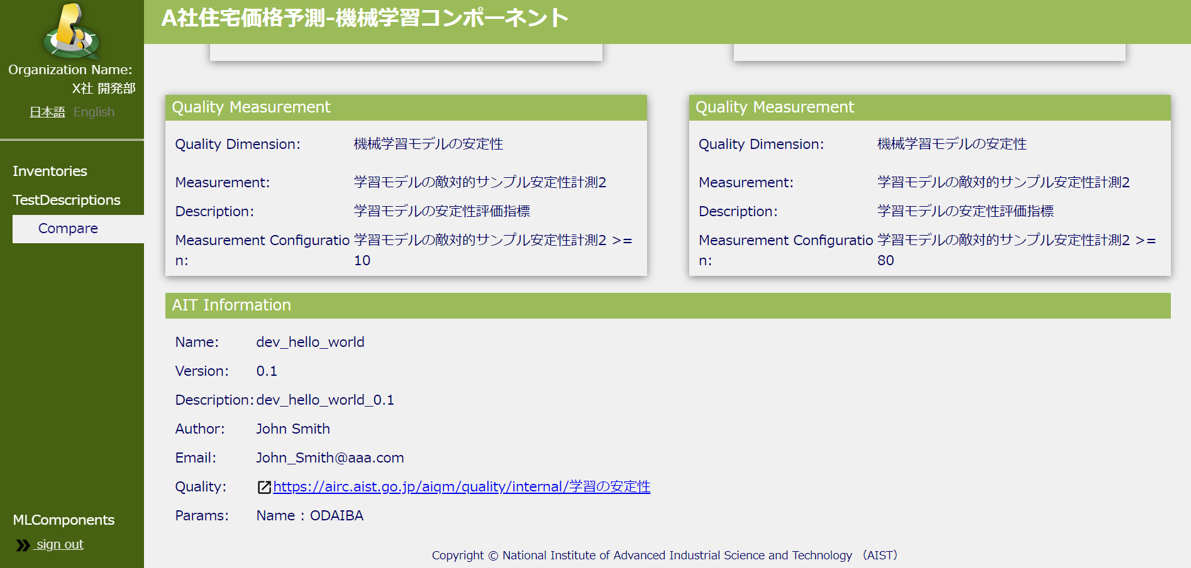 A社住宅価格予測-機械学習コンポーネント
Organization Name:
X社 開発部
日本語 English
Inventories
TestDescriptions
Compare
MLComponents
sign out
Quality Measurement
Quality Dimension: 機械学習モデルの安定性
Measurement: 学習モデルの敵対的サンプル安定性計測2
Description: 学習モデルの安定性評価指標
Measurement Configuratio 学習モデルの敵対的サンプル安定性計測2 >=
n: 10
Quality Measurement
Quality Dimension: 機械学習モデルの安定性
Measurement: 学習モデルの敵対的サンプル安定性計測2
Description: 学習モデルの安定性評価指標
Measurement Configuratio 学習モデルの敵対的サンプル安定性計測2 >=
n: 80
AIT Information
Name: dev_hello_world
Version: 0.1
Description: dev_hello_world_0.1
Author: John Smith
Email: John_Smith@aaa.com
Quality: https://airc.aist.go.jp/aiqm/quality/internal/学習の安定性
Params: Name : ODAIBA
Copyright © National Institute of Advanced Industrial Science and Technology （AIST）